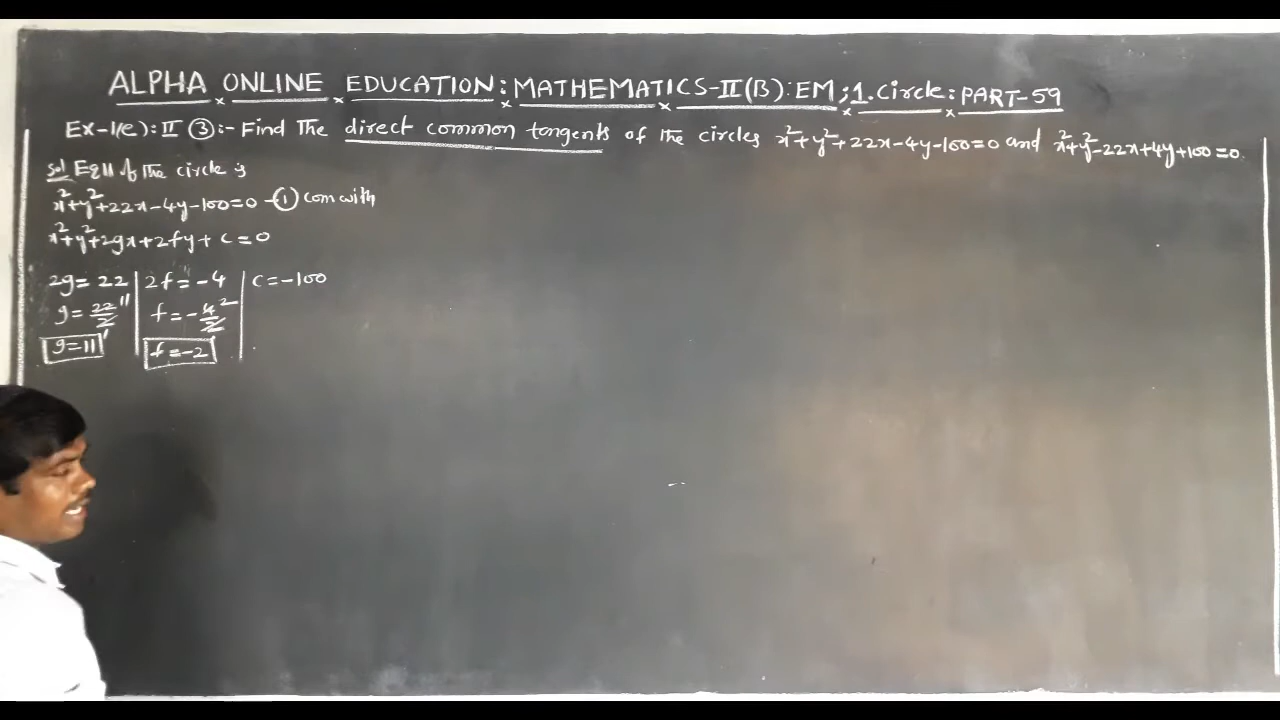 ALPHA ONLINE EDUCATION: MATHEMATICS-II(B): EM; 1. Circle: PART-59
Ex-1(e): II ③:- Find The direct common tangents of the circles x²+y²+22x-4y-100=0 and x²+y²-22x+4y+100=0.
Sol Eqn of The circle is
x²+y²+22x-4y-100=0 -① com with
x²+y²+2gx+2fy+c=0
2g=22 | 2f=-4 | c=-100
g=22/2 11 | f=-4/2 2
g=11 | f=-2